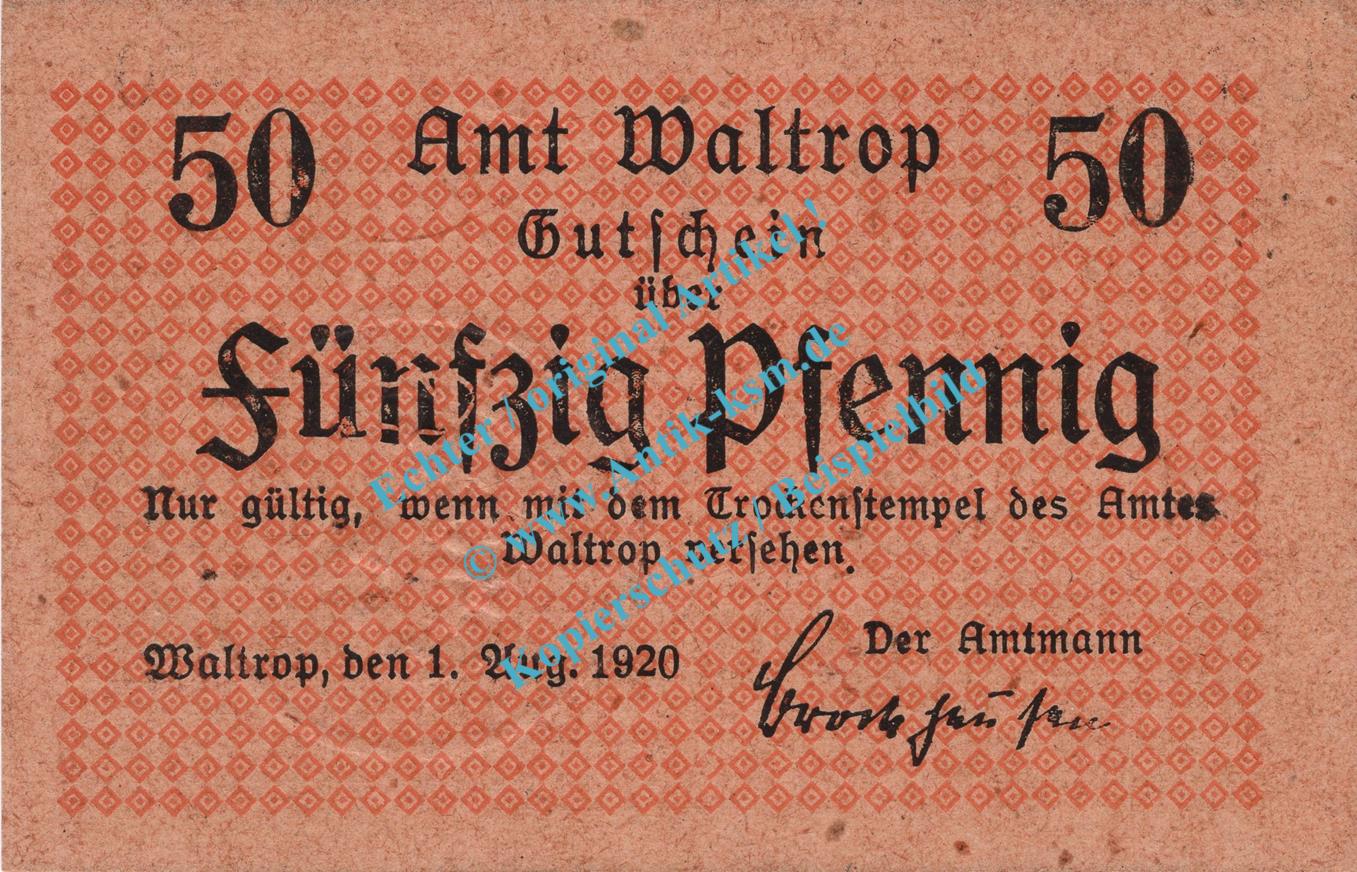 50 Amt Waltrop 50
Gutschein
über
Fünfzig Pfennig
Nur gültig, wenn mit dem Trockenstempel des Amtes
Waltrop versehen.
Waltrop, den 1. Aug. 1920
Der Amtmann
Brockhausen
Echter / original Artikel!
© www.Antik-ksm.de
Kopierschutz / Beispielbild